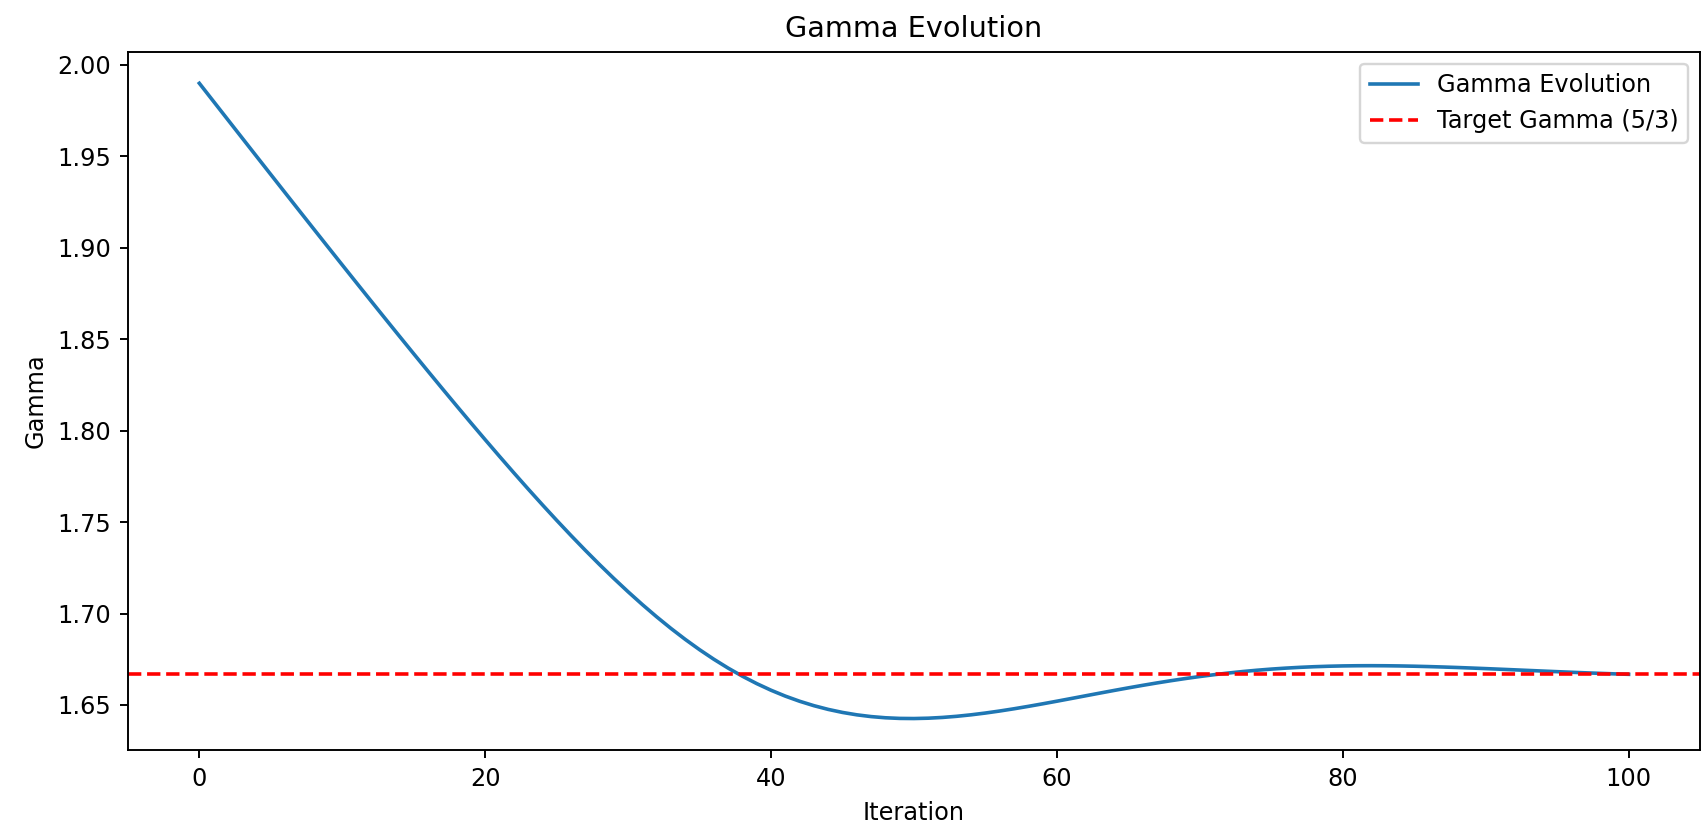 Gamma Evolution
Gamma Evolution
Target Gamma (5/3)
2.00
1.95
1.90
1.85
1.80
1.75
1.70
1.65
Gamma
0 20 40 60 80 100
Iteration